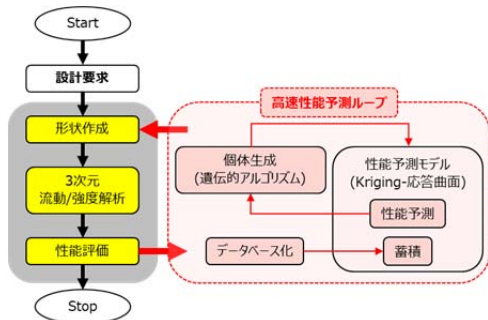 Start
設計要求
形状作成
3次元
流動/強度解析
性能評価
Stop
高速性能予測ループ
個体生成
(遺伝的アルゴリズム)
性能予測モデル
(Kriging-応答曲面)
性能予測
データベース化
蓄積